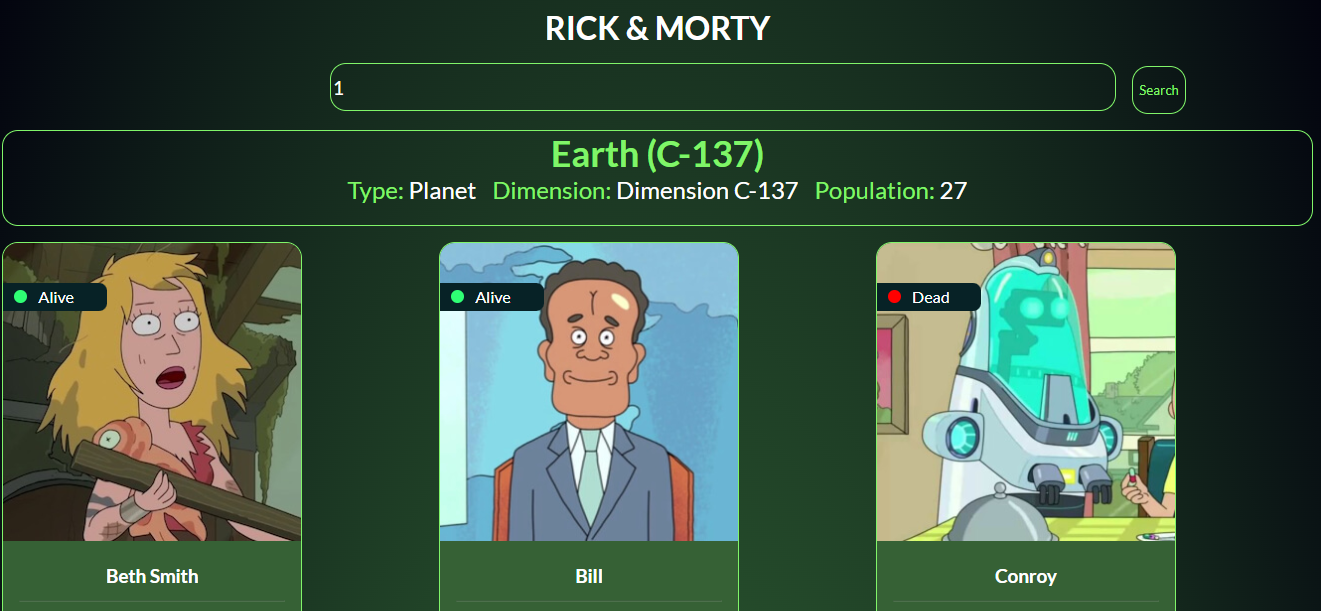 RICK & MORTY
1
Search
Earth (C-137)
Type: Planet Dimension: Dimension C-137 Population: 27
Alive
Alive
Dead
Beth Smith
Bill
Conroy